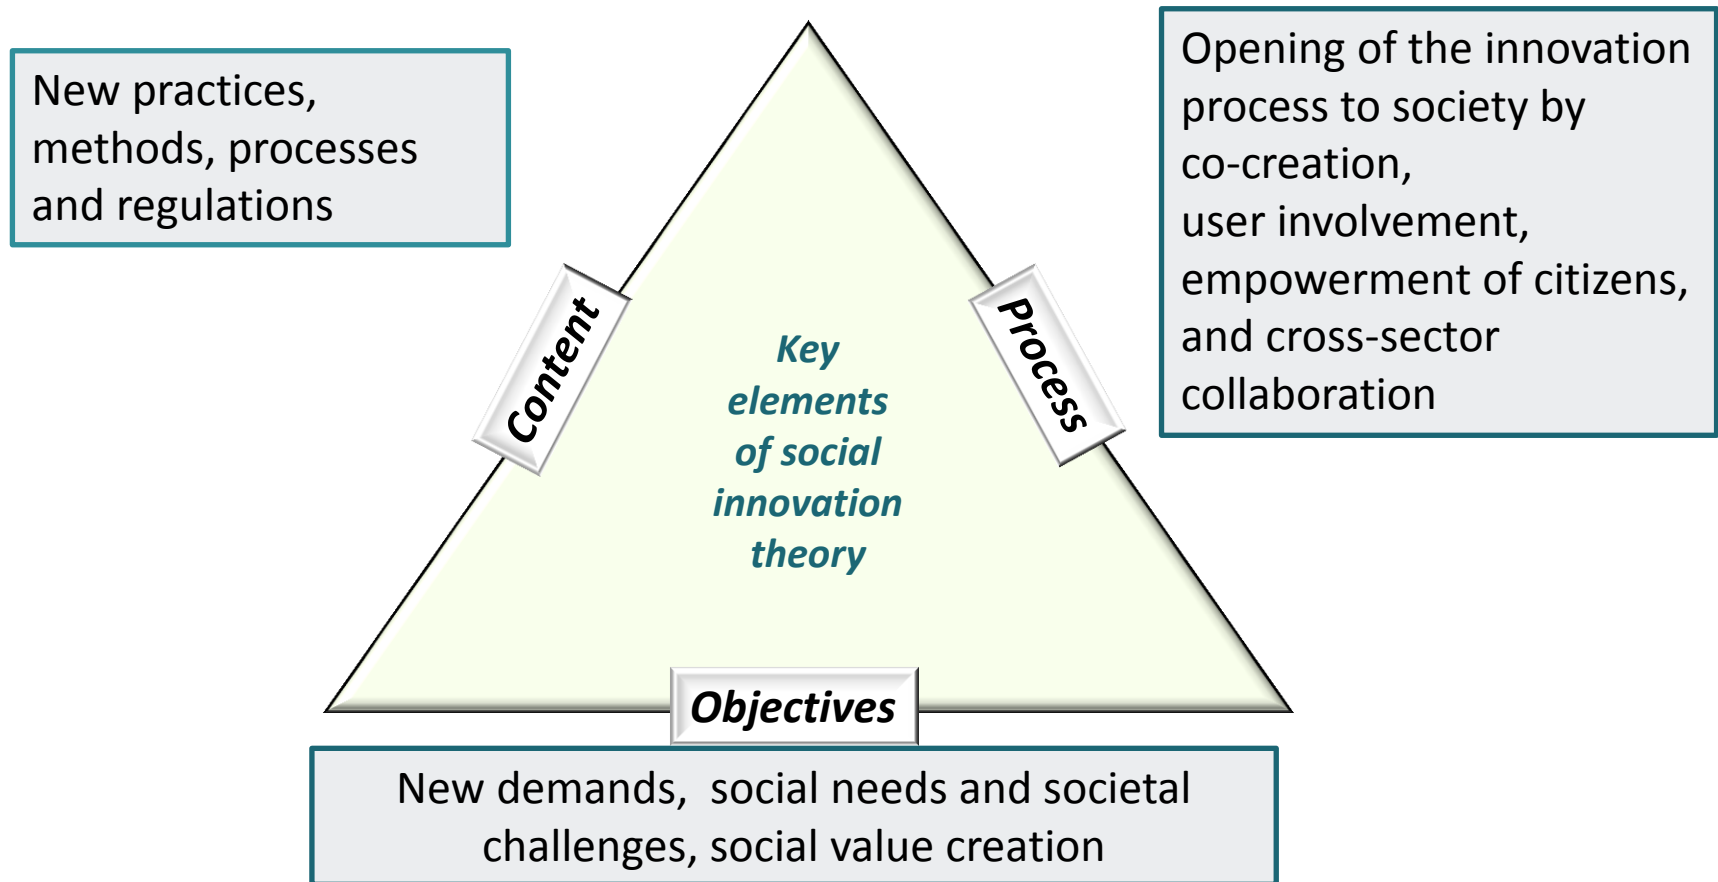 New practices,
methods, processes
and regulations
Opening of the innovation
process to society by
co-creation,
user involvement,
empowerment of citizens,
and cross-sector
collaboration
Content
Process
Key
elements
of social
innovation
theory
Objectives
New demands, social needs and societal
challenges, social value creation